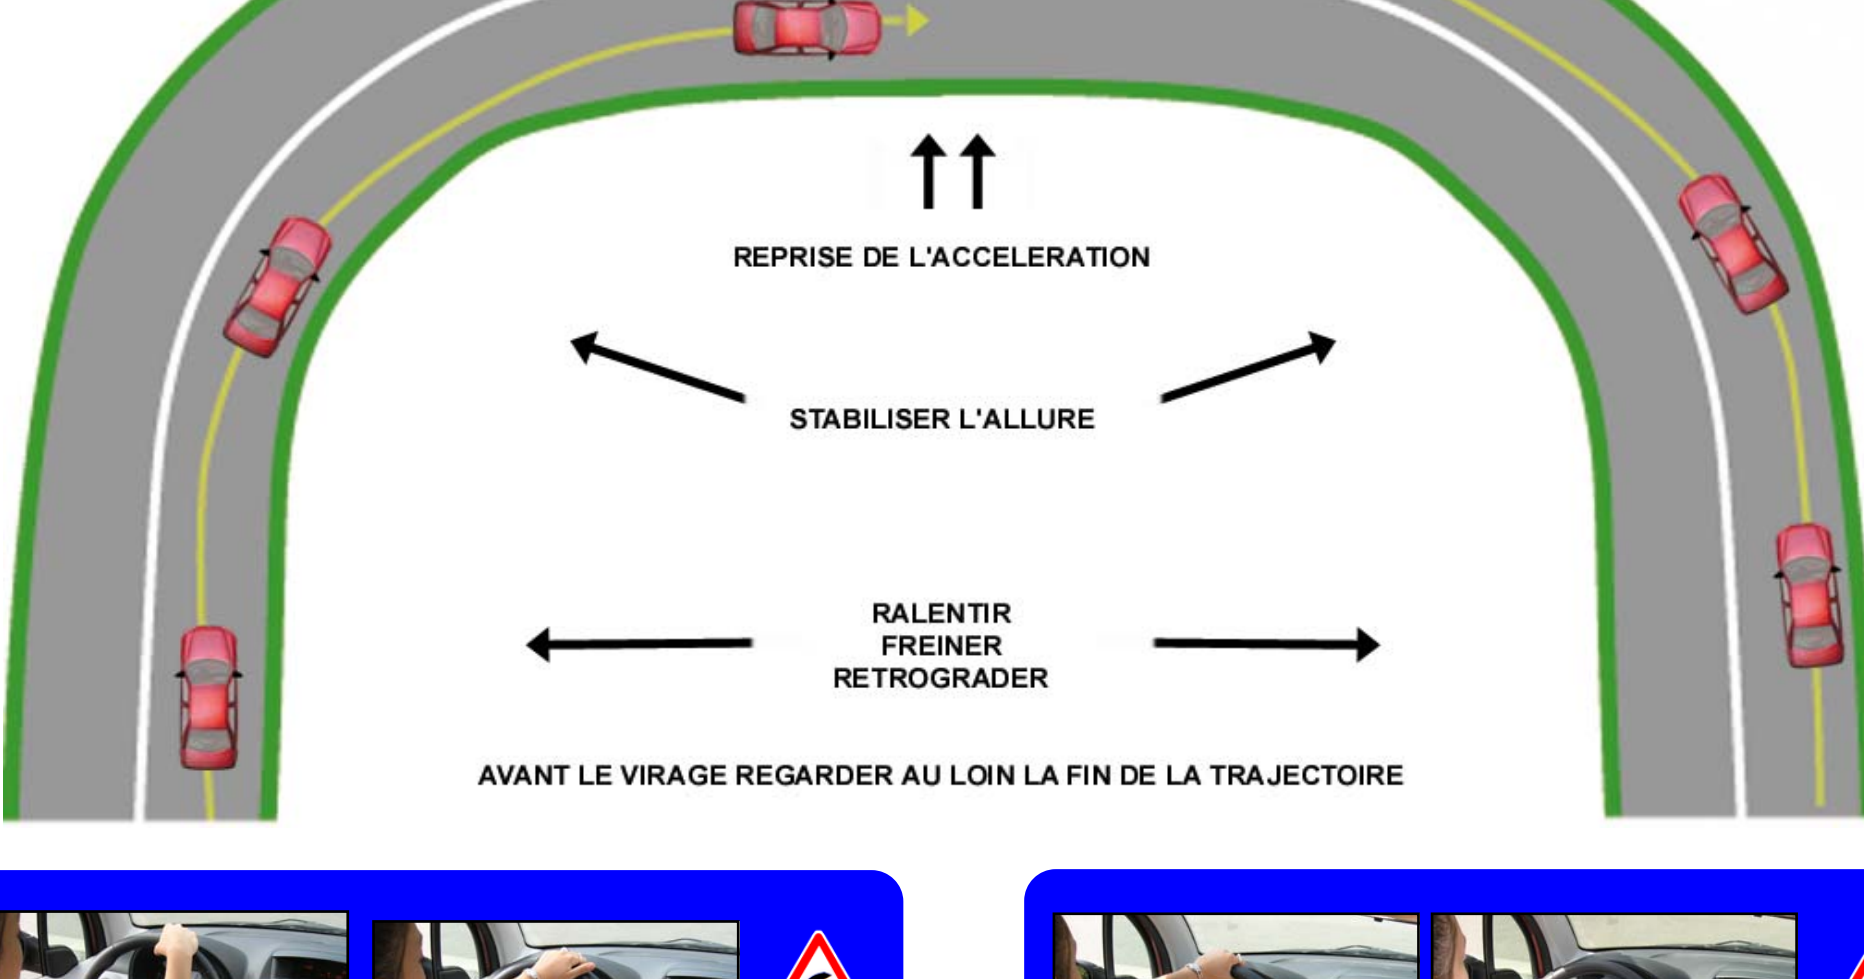 REPRISE DE L'ACCELERATION
STABILISER L'ALLURE
RALENTIR
FREINER
RETROGRADER
AVANT LE VIRAGE REGARDER AU LOIN LA FIN DE LA TRAJECTOIRE